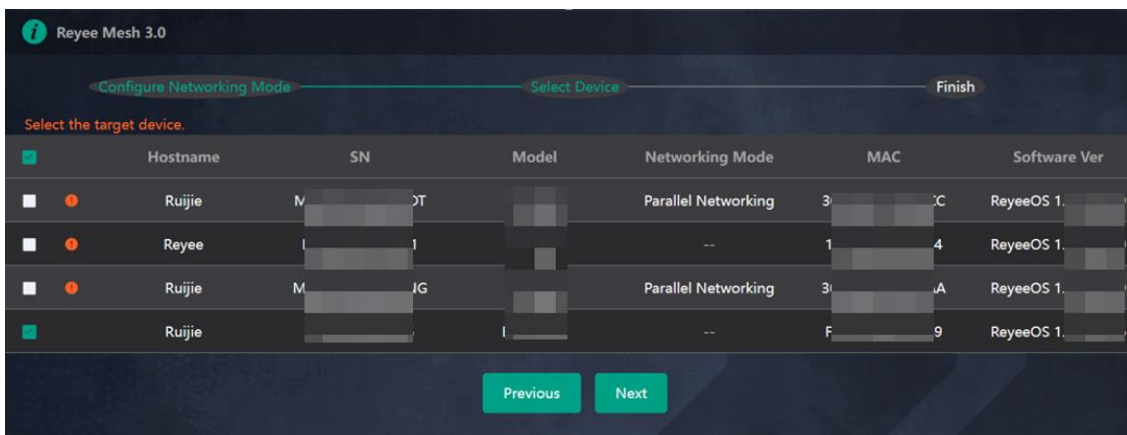 Reyee Mesh 3.0
Configure Networking Mode Select Device Finish
Select the target device.
Hostname SN Model Networking Mode MAC Software Ver
Ruijie Parallel Networking ReyeeOS 1.
Reyee -- ReyeeOS 1.
Ruijie Parallel Networking ReyeeOS 1.
Ruijie -- ReyeeOS 1.
Previous Next